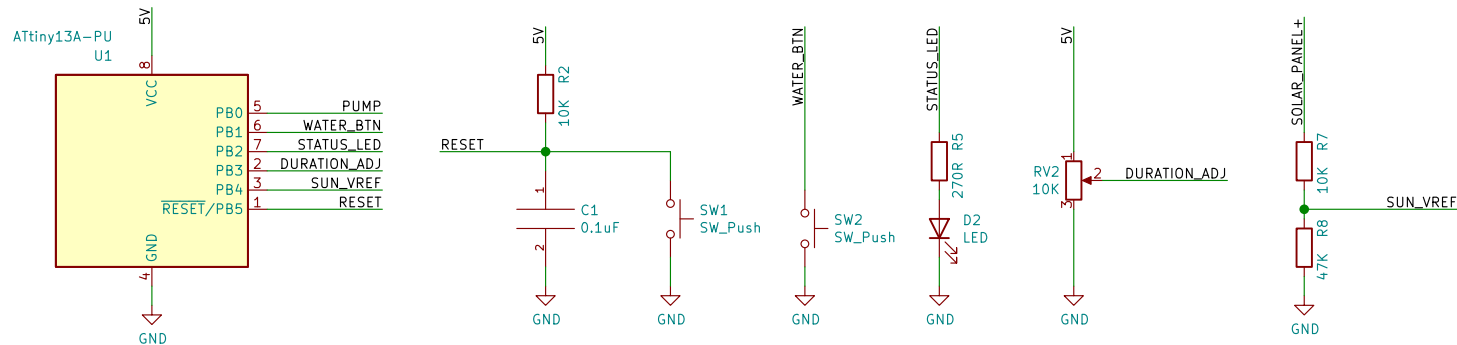 ATtiny13A-PU
U1
5V
8
VCC
PB0 5 PUMP
PB1 6 WATER_BTN
PB2 7 STATUS_LED
PB3 2 DURATION_ADJ
PB4 3 SUN_VREF
RESET/PB5 1 RESET
GND
4
GND
5V
R2
10K
RESET
1
C1
0.1uF
2
GND
SW1
SW_Push
GND
WATER_BTN
SW2
SW_Push
GND
STATUS_LED
R5
270R
D2
LED
GND
5V
1
RV2
10K
2
DURATION_ADJ
3
GND
SOLAR_PANEL+
R7
10K
SUN_VREF
R8
47K
GND